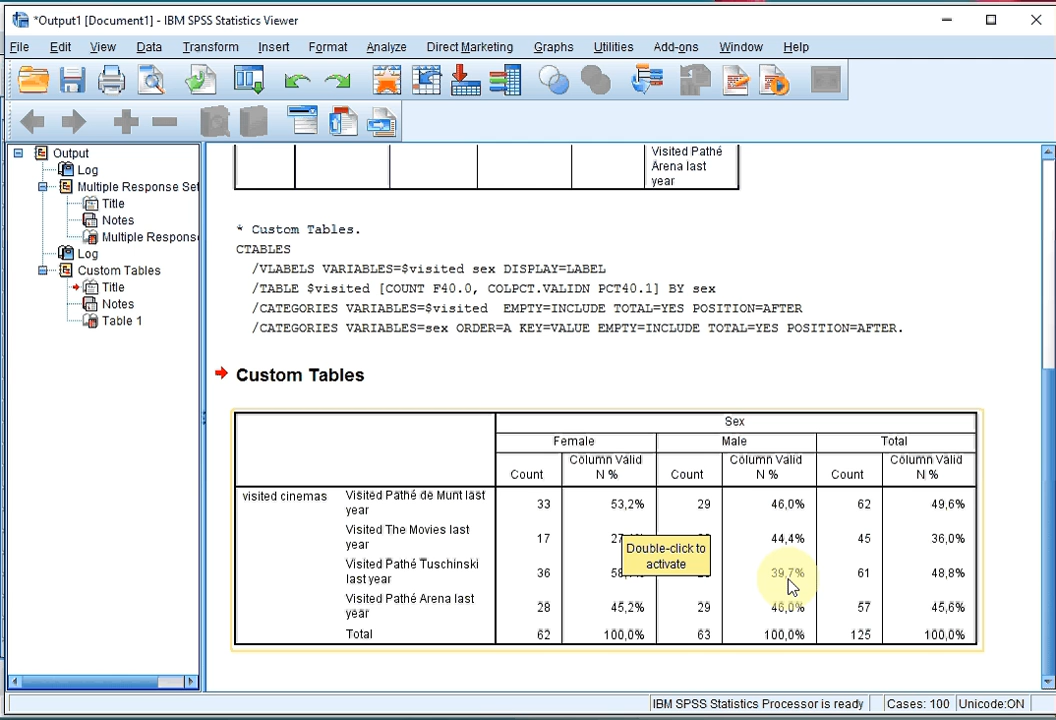 *Output1 [Document1] - IBM SPSS Statistics Viewer
File Edit View Data Transform Insert Format Analyze Direct Marketing Graphs Utilities Add-ons Window Help
Output
Log
Multiple Response Set
Title
Notes
Multiple Respons
Log
Custom Tables
Title
Notes
Table 1
Visited Pathé
Arena last
year
* Custom Tables.
CTABLES
/VLABELS VARIABLES=$visited sex DISPLAY=LABEL
/TABLE $visited [COUNT F40.0, COLPCT.VALIDN PCT40.1] BY sex
/CATEGORIES VARIABLES=$visited EMPTY=INCLUDE TOTAL=YES POSITION=AFTER
/CATEGORIES VARIABLES=sex ORDER=A KEY=VALUE EMPTY=INCLUDE TOTAL=YES POSITION=AFTER.
Custom Tables
Sex
Female Male Total
Count Column Valid N % Count Column Valid N % Count Column Valid N %
visited cinemas Visited Pathé de Munt last year 33 53,2% 29 46,0% 62 49,6%
Visited The Movies last year 17 44,4% 45 36,0%
Visited Pathé Tuschinski last year 36 39,7% 61 48,8%
Visited Pathé Arena last year 28 45,2% 29 46,0% 57 45,6%
Total 62 100,0% 63 100,0% 125 100,0%
Double-click to
activate
IBM SPSS Statistics Processor is ready Cases: 100 Unicode:ON